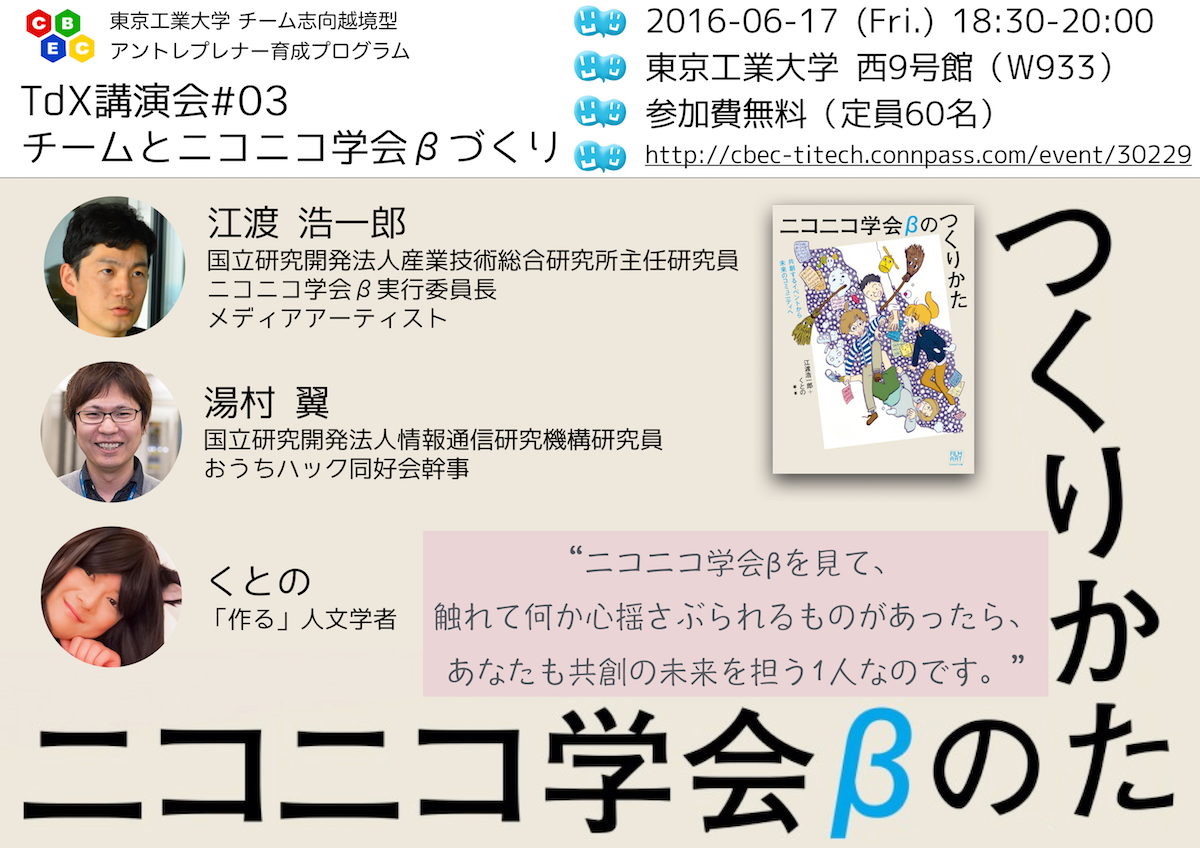 C B E C
東京工業大学 チーム志向越境型
アントレプレナー育成プログラム
TdX講演会#03
チームとニコニコ学会βづくり
2016-06-17 (Fri.) 18:30-20:00
東京工業大学 西9号館（W933）
参加費無料（定員60名）
http://cbec-titech.connpass.com/event/30229
江渡 浩一郎
国立研究開発法人産業技術総合研究所主任研究員
ニコニコ学会β実行委員長
メディアアーティスト
湯村 翼
国立研究開発法人情報通信研究機構研究員
おうちハック同好会幹事
くとの
「作る」人文学者
ニコニコ学会βのつくりかた
共創するイベントから
未来のコミュニティへ
江渡浩一郎＋
くとの
FILM
ART
“ニコニコ学会βを見て、
触れて何か心揺さぶられるものがあったら、
あなたも共創の未来を担う1人なのです。”
ニコニコ学会βのた
つくりか